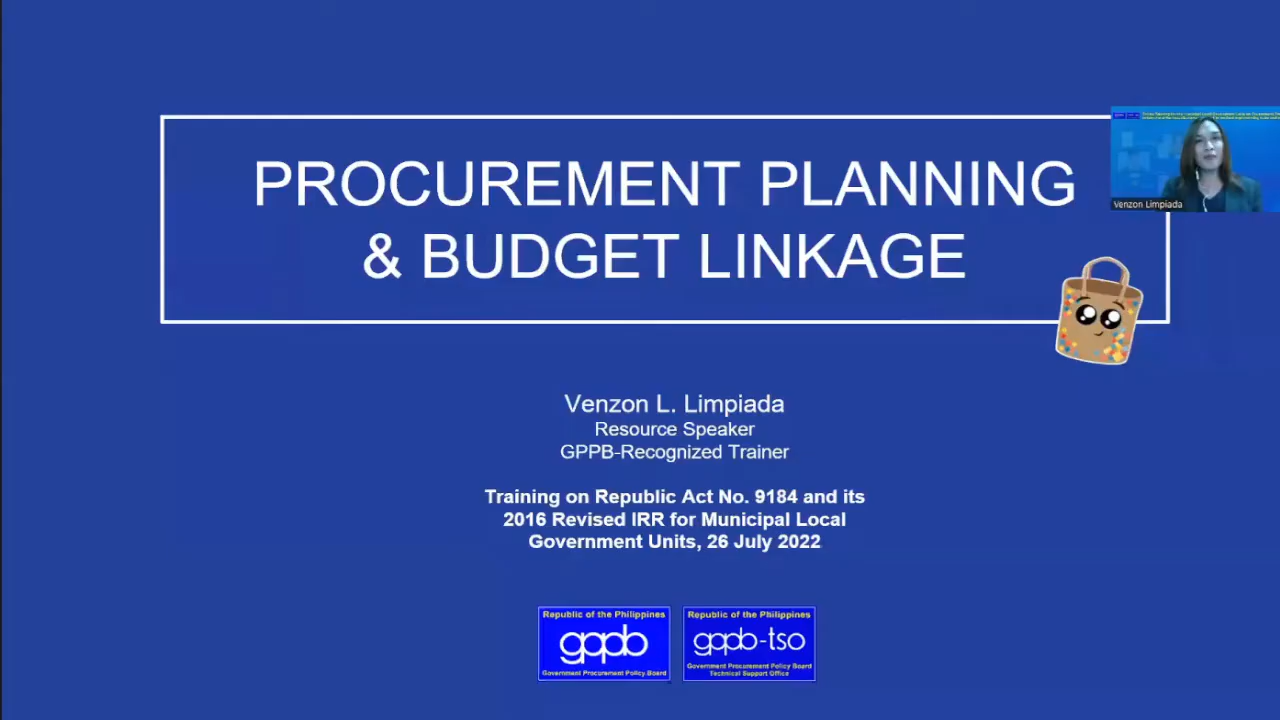 PROCUREMENT PLANNING
& BUDGET LINKAGE
Venzon Limpiada
Venzon L. Limpiada
Resource Speaker
GPPB-Recognized Trainer
Training on Republic Act No. 9184 and its
2016 Revised IRR for Municipal Local
Government Units, 26 July 2022
Republic of the Philippines
gppb
Government Procurement Policy Board
Republic of the Philippines
gppb-tso
Government Procurement Policy Board
Technical Support Office